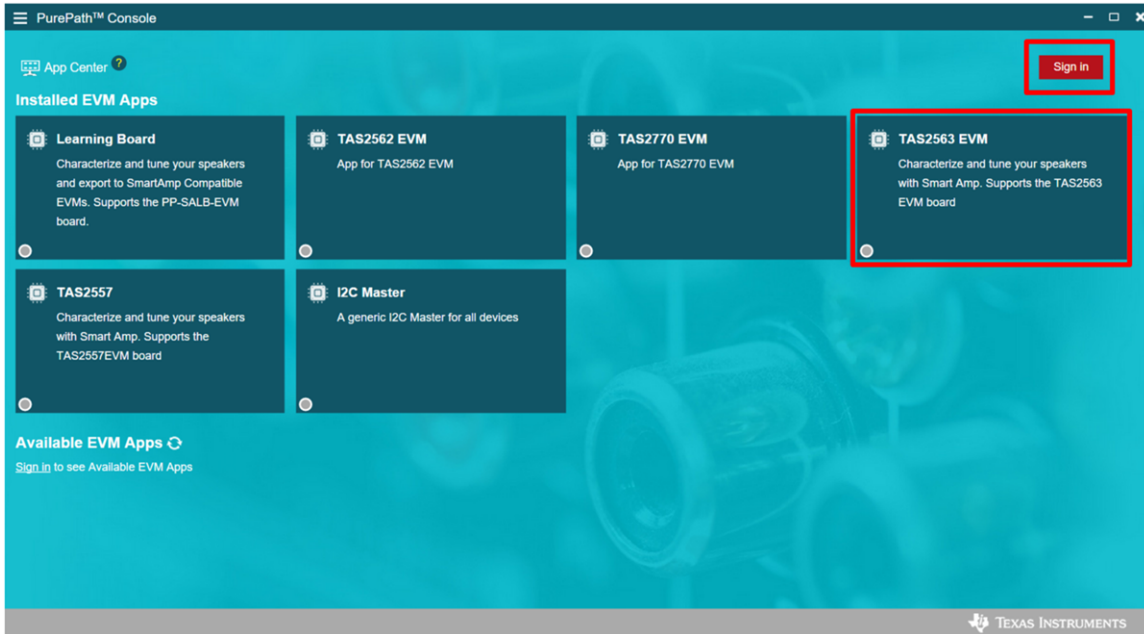 PurePath™ Console
App Center ?
Sign in
Installed EVM Apps
Learning Board
Characterize and tune your speakers
and export to SmartAmp Compatible
EVMs. Supports the PP-SALB-EVM
board.
TAS2562 EVM
App for TAS2562 EVM
TAS2770 EVM
App for TAS2770 EVM
TAS2563 EVM
Characterize and tune your speakers
with Smart Amp. Supports the TAS2563
EVM board
TAS2557
Characterize and tune your speakers
with Smart Amp. Supports the
TAS2557EVM board
I2C Master
A generic I2C Master for all devices
Available EVM Apps
Sign in to see Available EVM Apps
TEXAS INSTRUMENTS